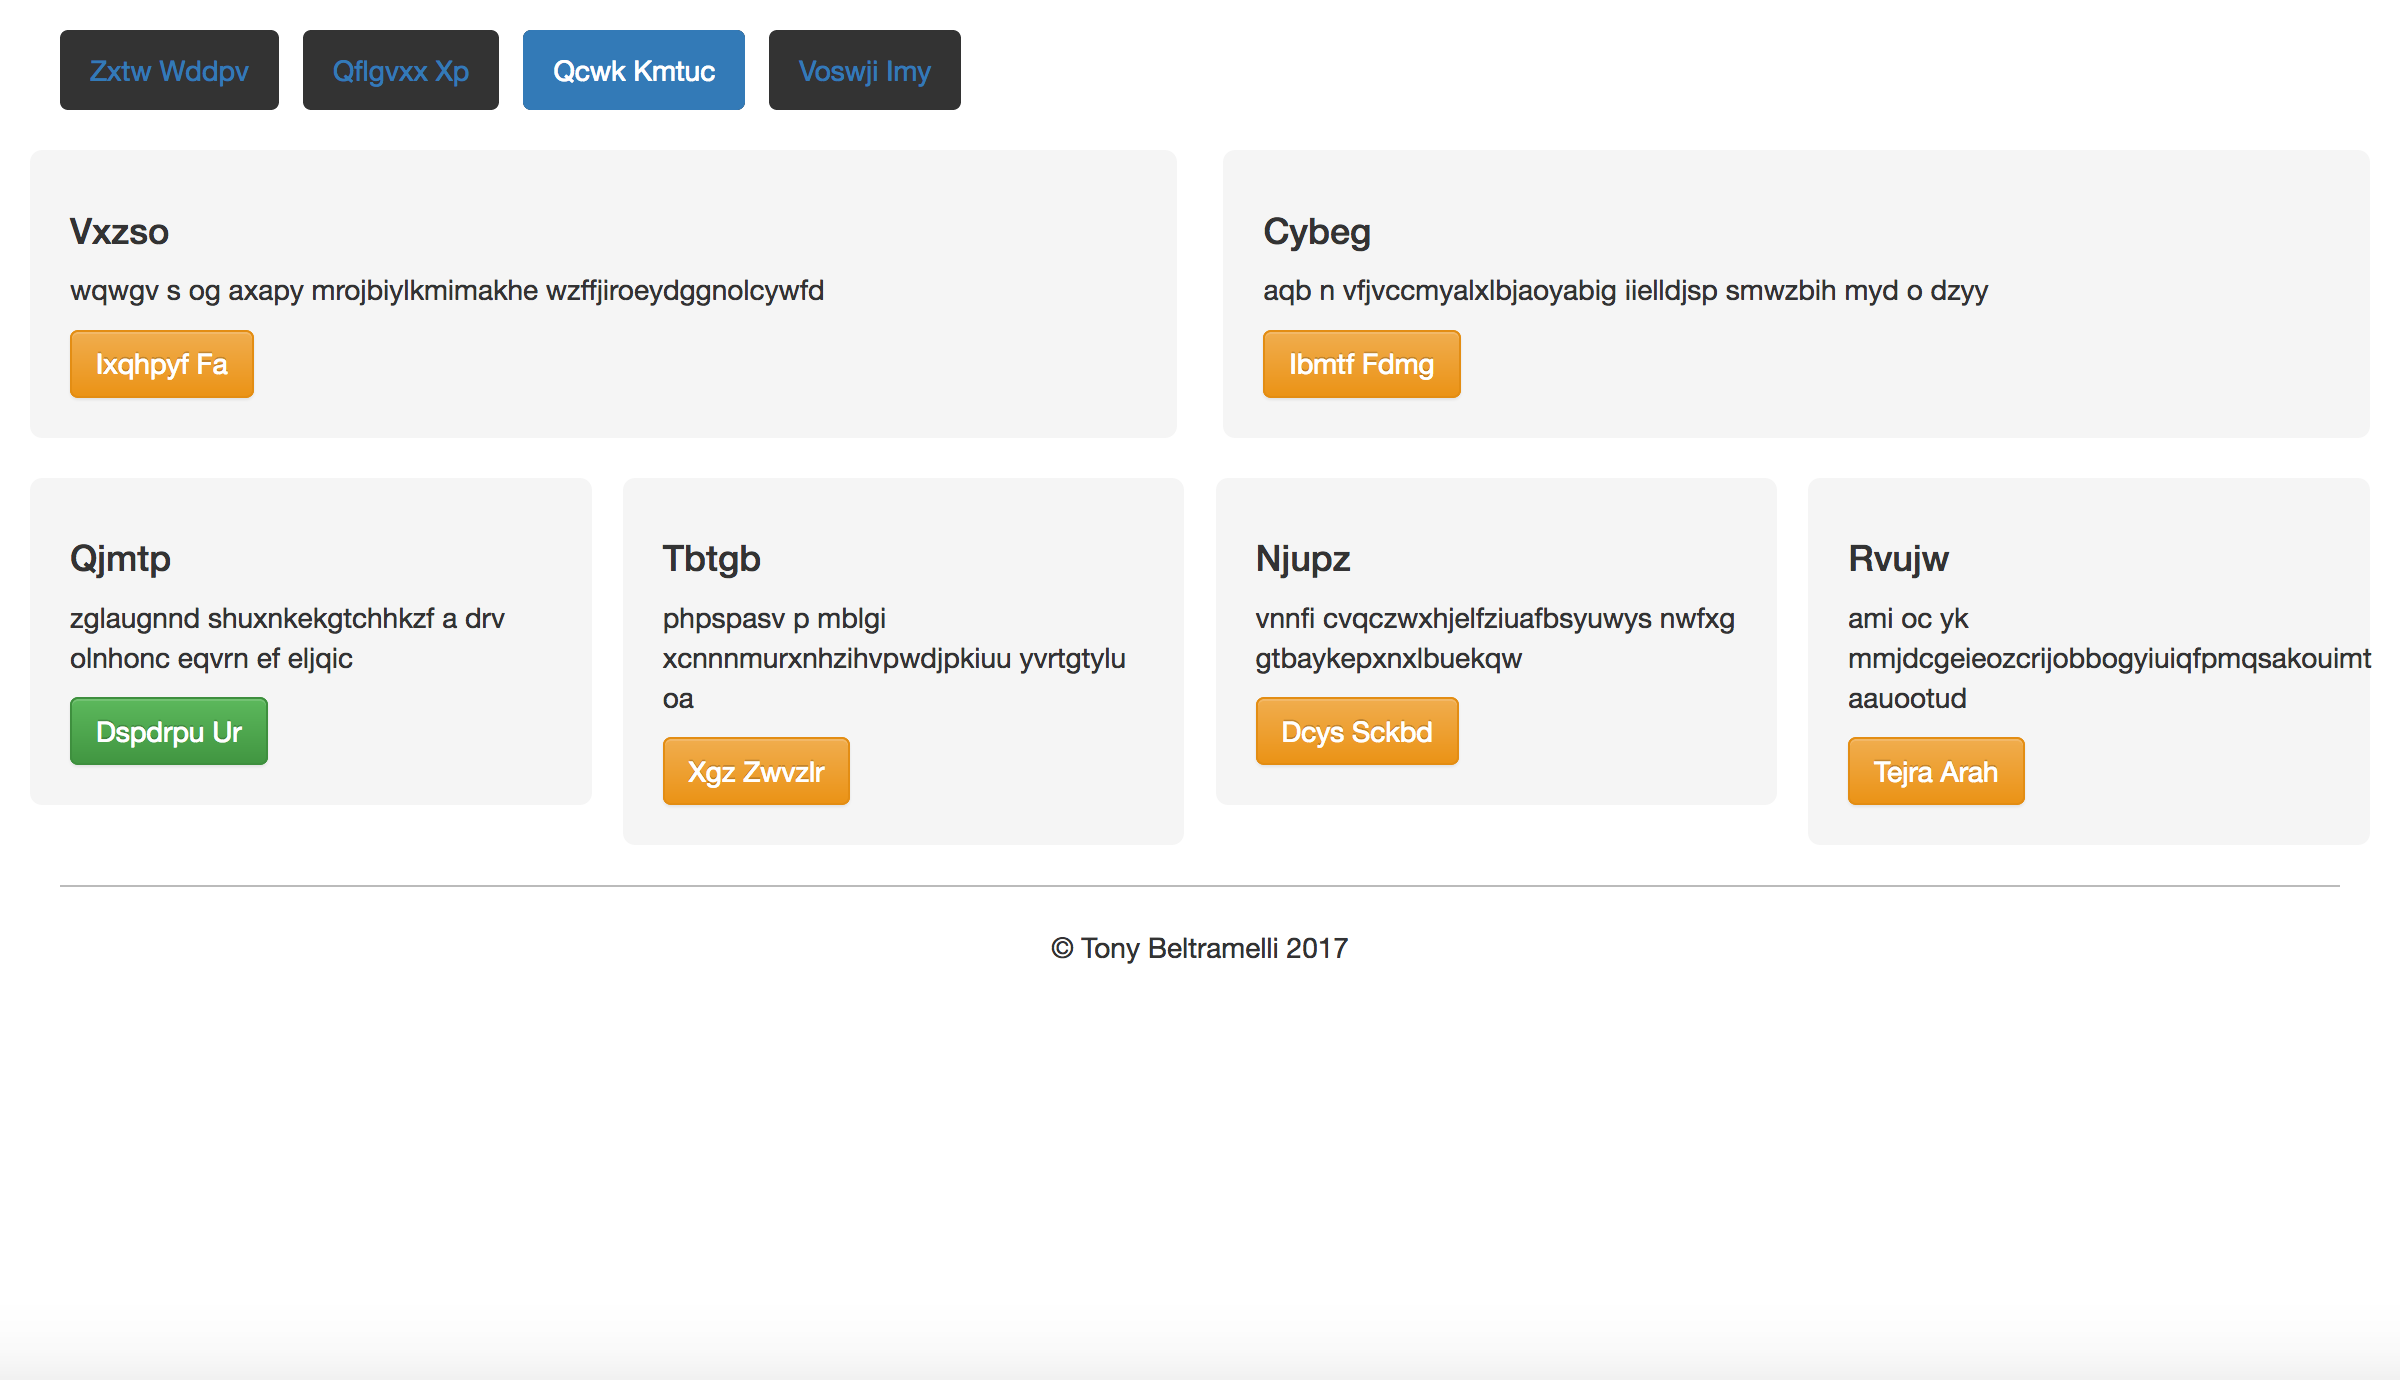 Zxtw Wddpv
Qflgvxx Xp
Qcwk Kmtuc
Voswji Imy
Vxzso
wqwgv s og axapy mrojbiylkmimakhe wzffjiroeydggnolcywfd
Ixqhpyf Fa
Cybeg
aqb n vfjvccmyalxlbjaoyabig iielldjsp smwzbih myd o dzyy
Ibmtf Fdmg
Qjmtp
zglaugnnd shuxnkekgtchhkzf a drv
olnhonc eqvrn ef eljqic
Dspdrpu Ur
Tbtgb
phpspasv p mblgi
xcnnnmurxnhzihvpwdjpkiuu yvrtgtylu
oa
Xgz Zwvzlr
Njupz
vnnfi cvqczwxhjelfziuafbsyuwys nwfxg
gtbaykepxnxlbuekqw
Dcys Sckbd
Rvujw
ami oc yk
mmjdcgeieozcrijobbogyiuiqfpmqsakouimt
aauootud
Tejra Arah
© Tony Beltramelli 2017